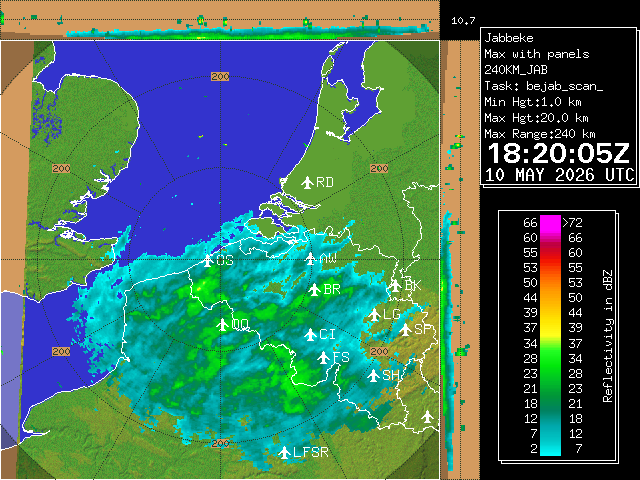 10.7
Jabbeke
Max with panels
240KM_JAB
Task: bejab_scan_
Min Hgt:1.0 km
Max Hgt:20.0 km
Max Range:240 km
18:20:05Z
10 MAY 2026 UTC
200
200
200
RD
OS
AW
BR
BK
LG
QQ
CI
SP
200
FS
200
SH
200
LFSR
66 >72
60 66
55 60
53 55
50 53
44 50
42 44
39 42
37 39
34 37
28 34
23 28
21 23
18 21
12 18
7 12
2 7
Reflectivity in dBZ